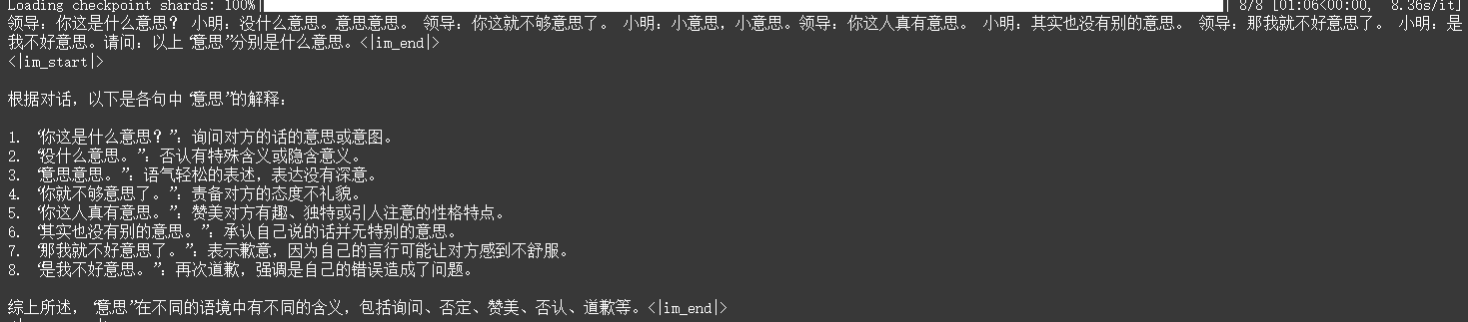 Loading checkpoint shards: 100%| | 8/8 [01:06<00:00, 8.36s/it]
领导：你这是什么意思？ 小明：没什么意思。意思意思。 领导：你这就不够意思了。 小明：小意思，小意思。领导：你这人真有意思。 小明：其实也没有别的意思。 领导：那我就不好意思了。 小明：是
我不好意思。请问：以上“意思”分别是什么意思。<|im_end|>
<|im_start|>
根据对话，以下是各句中“意思”的解释：
1. “你这是什么意思？”：询问对方的话的意思或意图。
2. “没什么意思。”：否认有特殊含义或隐含意义。
3. “意思意思。”：语气轻松的表述，表达没有深意。
4. “你就不够意思了。”：责备对方的态度不礼貌。
5. “你这人真有意思。”：赞美对方有趣、独特或引人注意的性格特点。
6. “其实也没有别的意思。”：承认自己说的话并无特别的意思。
7. “那我就不好意思了。”：表示歉意，因为自己的言行可能让对方感到不舒服。
8. “是我不好意思。”：再次道歉，强调是自己的错误造成了问题。
综上所述，“意思”在不同的语境中有不同的含义，包括询问、否定、赞美、否认、道歉等。<|im_end|>